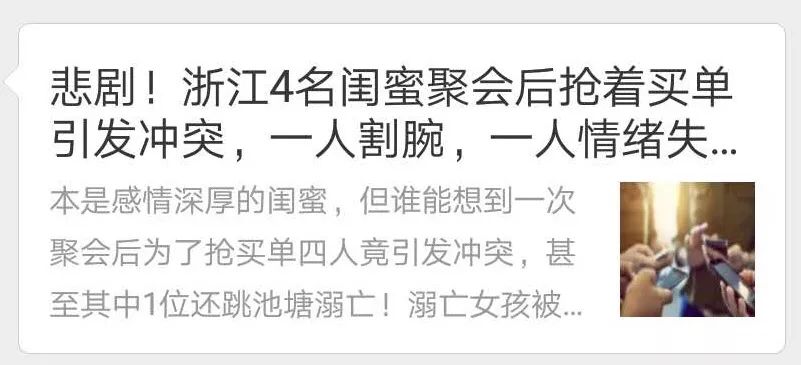 悲剧！浙江4名闺蜜聚会后抢着买单
引发冲突，一人割腕，一人情绪失...
本是感情深厚的闺蜜，但谁能想到一次
聚会后为了抢买单四人竟引发冲突，甚
至其中1位还跳池塘溺亡！溺亡女孩被...